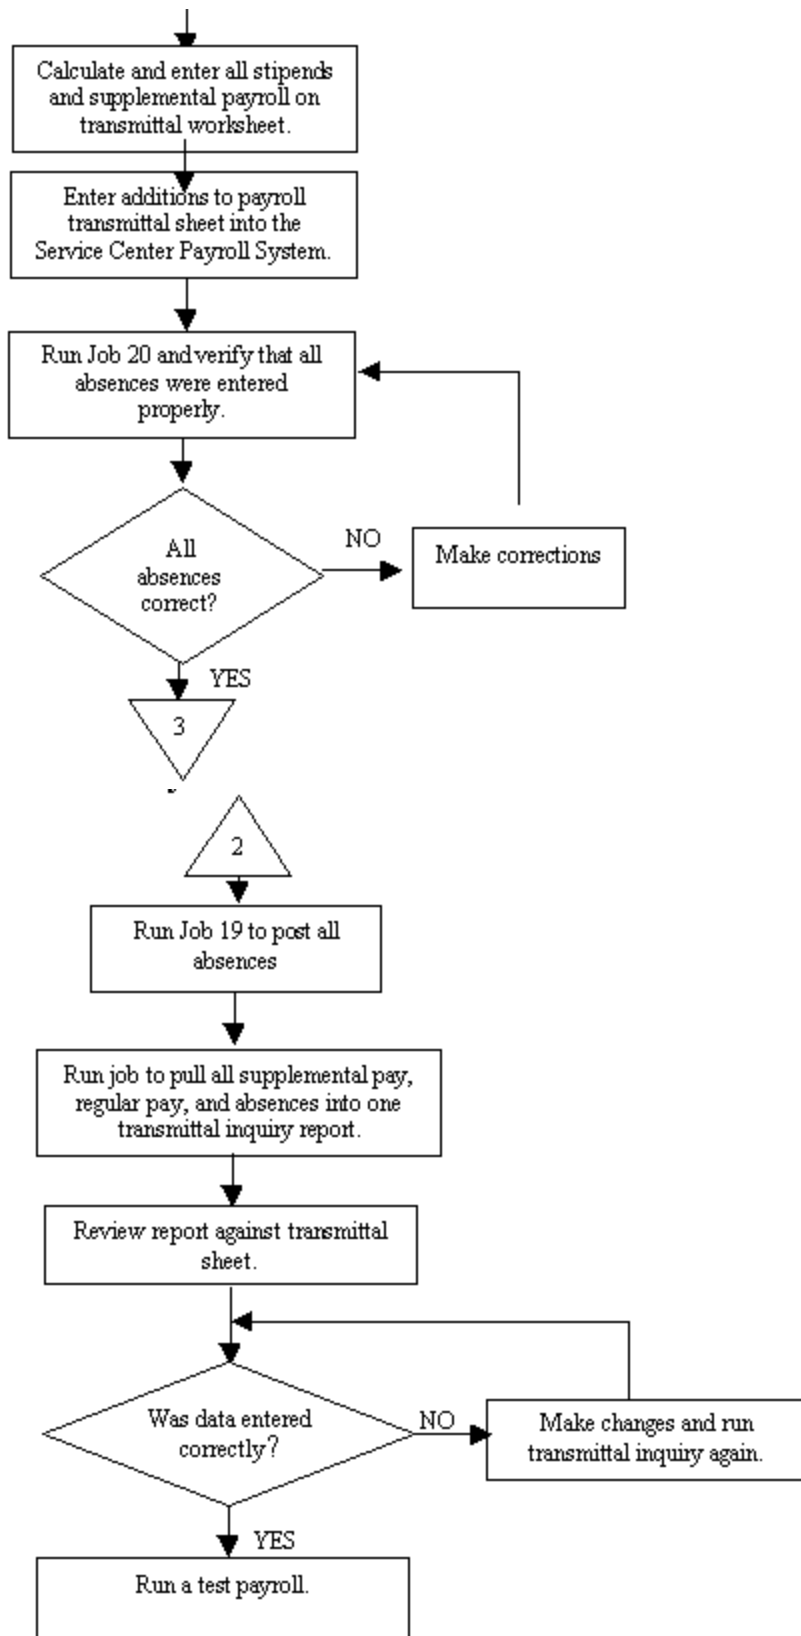 Calculate and enter all stipends
and supplemental payroll on
transmittal worksheet.
Enter additions to payroll
transmittal sheet into the
Service Center Payroll System.
Run Job 20 and verify that all
absences were entered
properly.
All
absences
correct?
NO
Make corrections
YES
3
2
Run Job 19 to post all
absences
Run job to pull all supplemental pay,
regular pay, and absences into one
transmittal inquiry report.
Review report against transmittal
sheet.
Was data entered
correctly?
NO
Make changes and run
transmittal inquiry again.
YES
Run a test payroll.